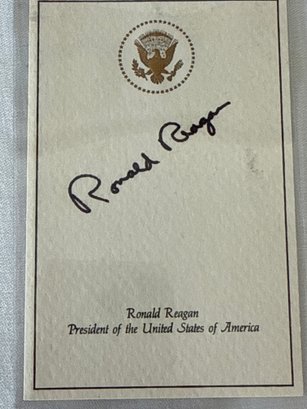 Ronald Reagan
Ronald Reagan
President of the United States of America